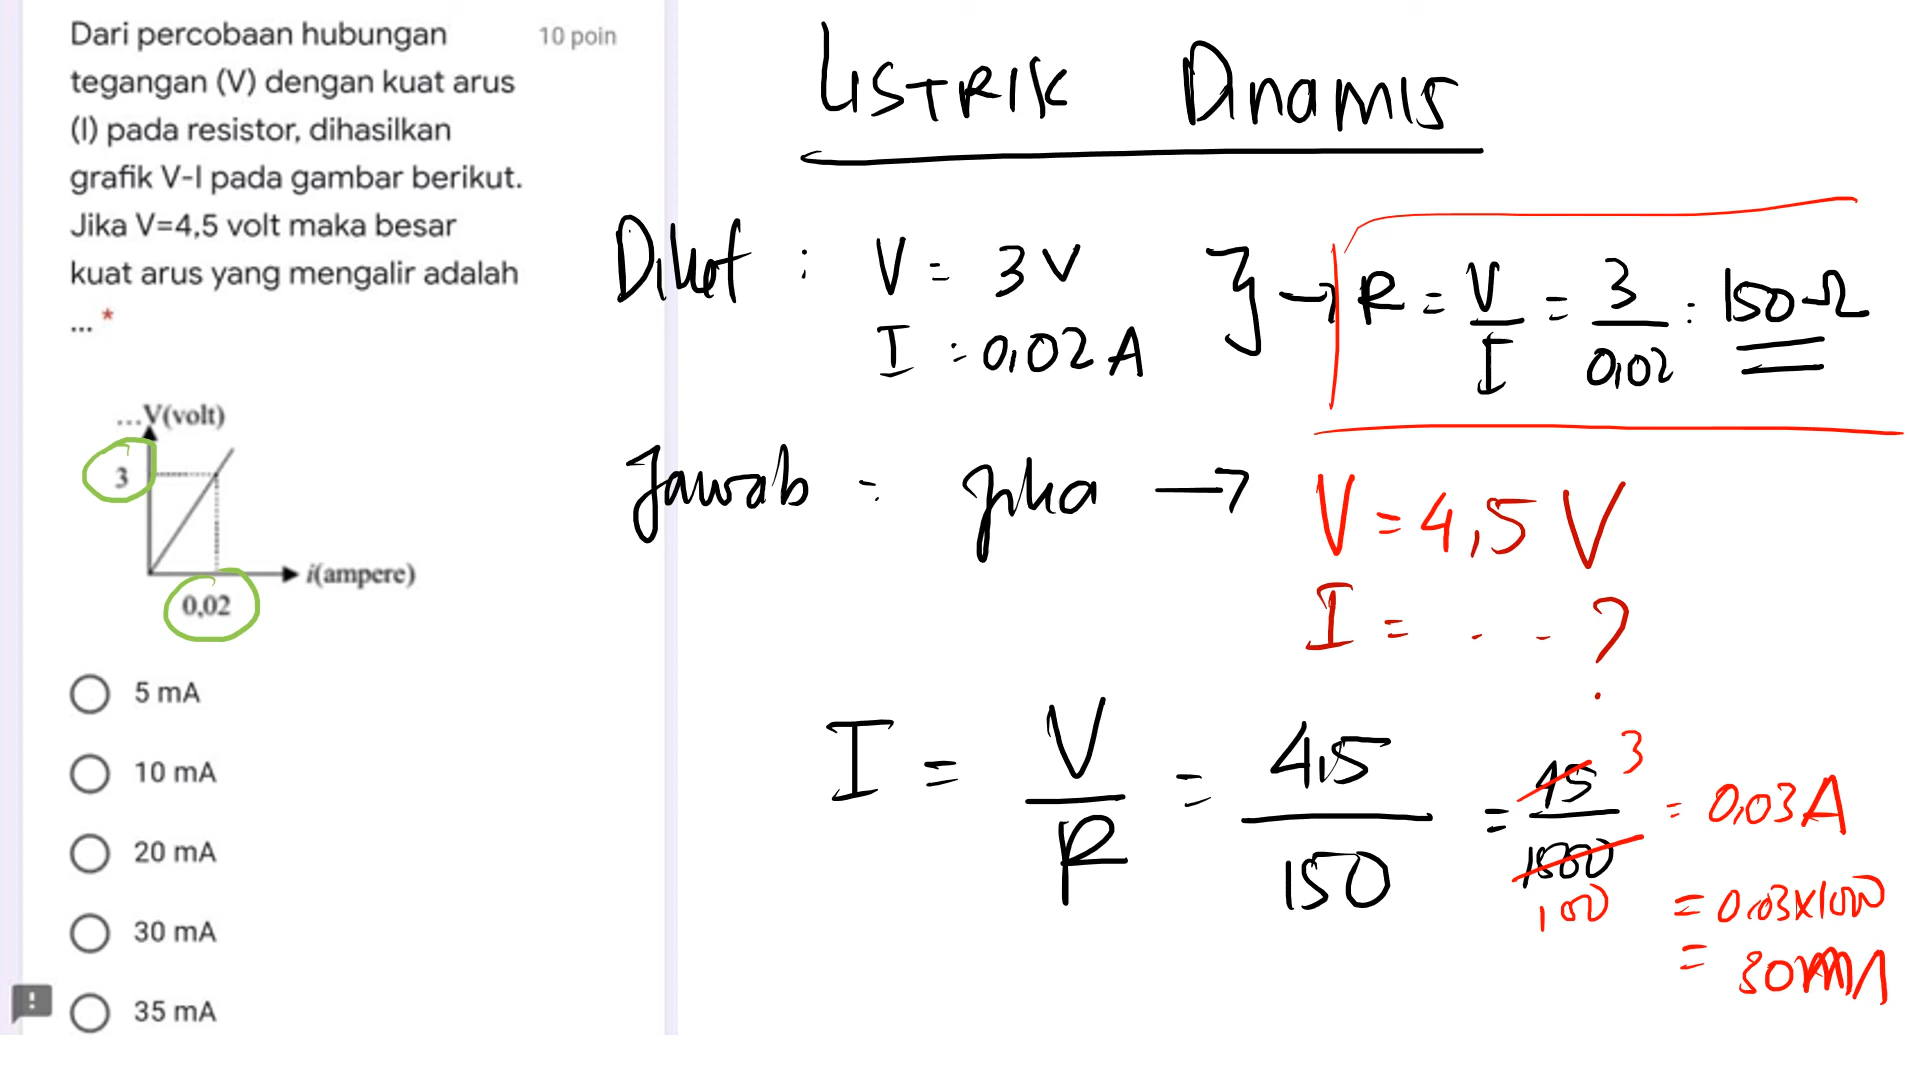 Dari percobaan hubungan
10 poin
tegangan (V) dengan kuat arus
(I) pada resistor, dihasilkan
grafik V-I pada gambar berikut.
Jika V=4,5 volt maka besar
kuat arus yang mengalir adalah
... *
...V(volt)
3
i(ampere)
0,02
5 mA
10 mA
20 mA
30 mA
35 mA
LISTRIK DInamIS
Diket : V = 3 V } → R = V/I = 3/0,02 : 150 Ω
I : 0,02 A
Jawab = Jika → V = 4,5 V
I = . . . ?
I = V/R = 4,5/150 = 45/1500 = 0,03 A
3
100
= 0,03 x 1000
= 30 mA